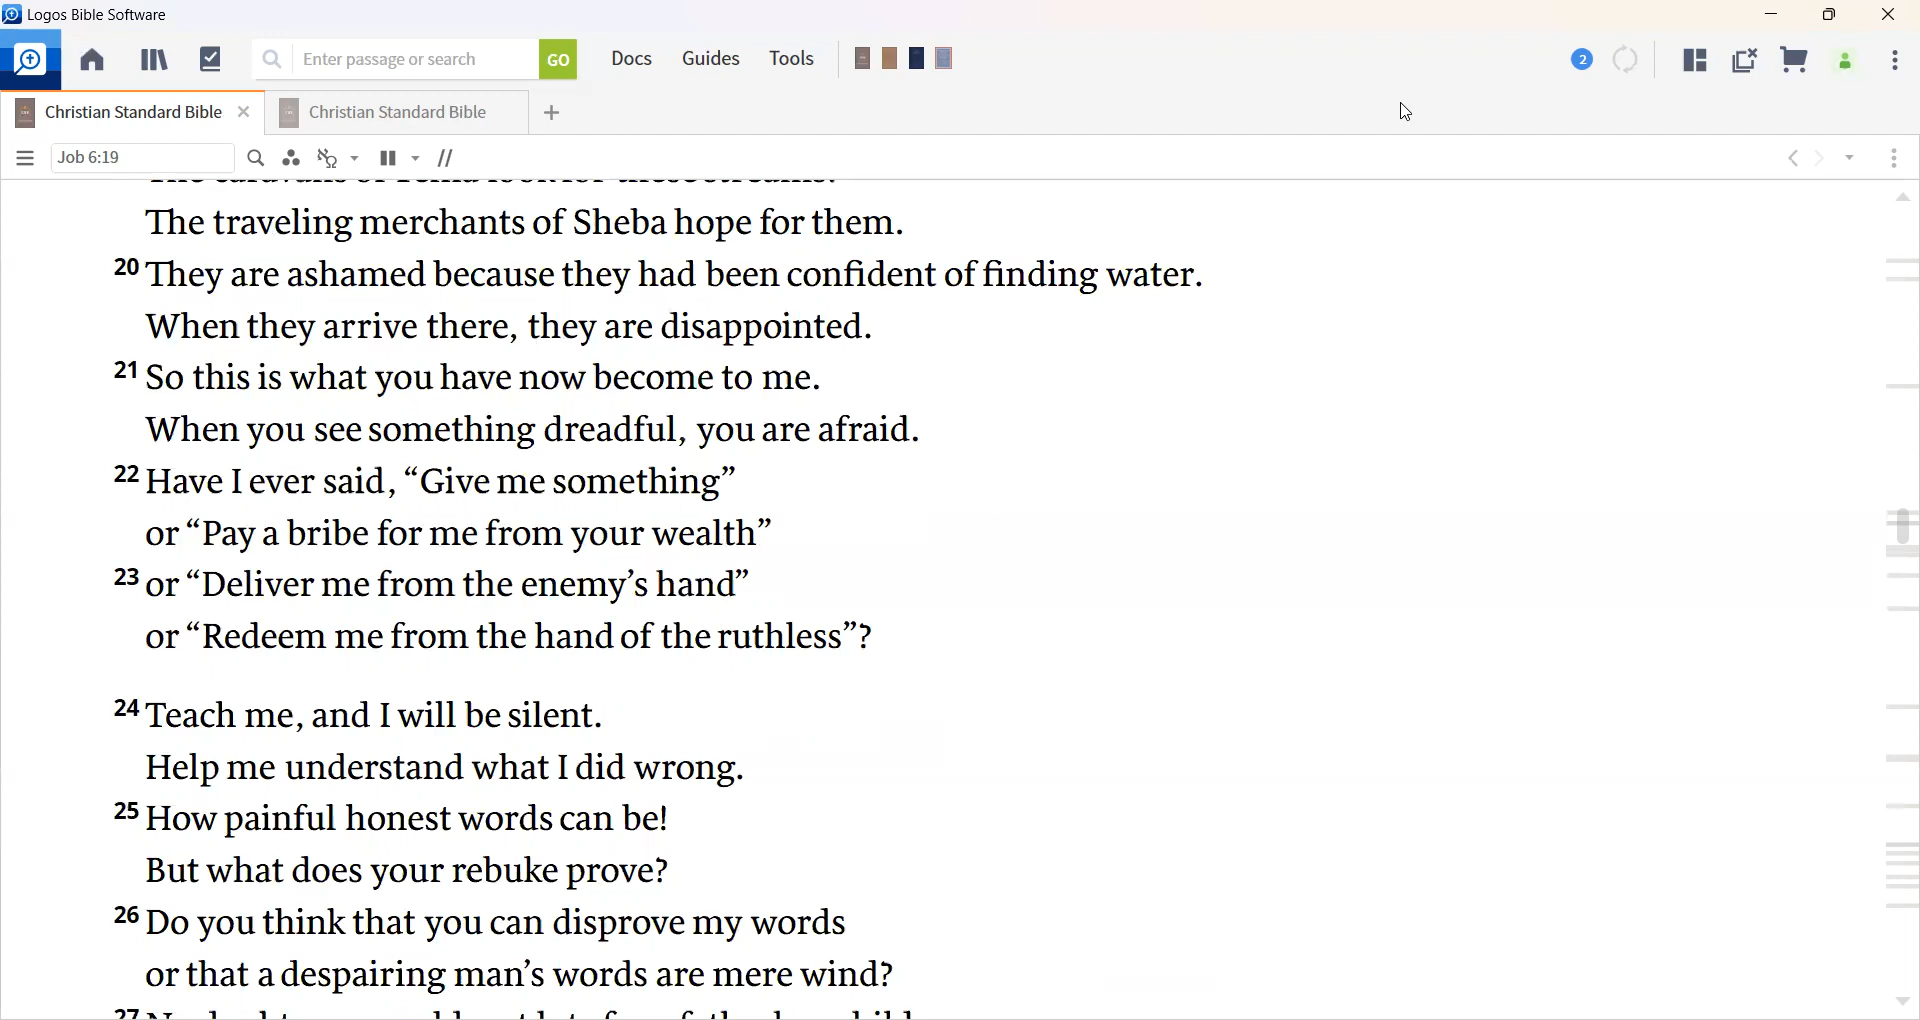 Logos Bible Software
Enter passage or search
GO
Docs
Guides
Tools
2
Christian Standard Bible
Christian Standard Bible
Job 6:19
The traveling merchants of Sheba hope for them.
20 They are ashamed because they had been confident of finding water.
When they arrive there, they are disappointed.
21 So this is what you have now become to me.
When you see something dreadful, you are afraid.
22 Have I ever said, “Give me something”
or “Pay a bribe for me from your wealth”
23 or “Deliver me from the enemy’s hand”
or “Redeem me from the hand of the ruthless”?
24 Teach me, and I will be silent.
Help me understand what I did wrong.
25 How painful honest words can be!
But what does your rebuke prove?
26 Do you think that you can disprove my words
or that a despairing man’s words are mere wind?
27